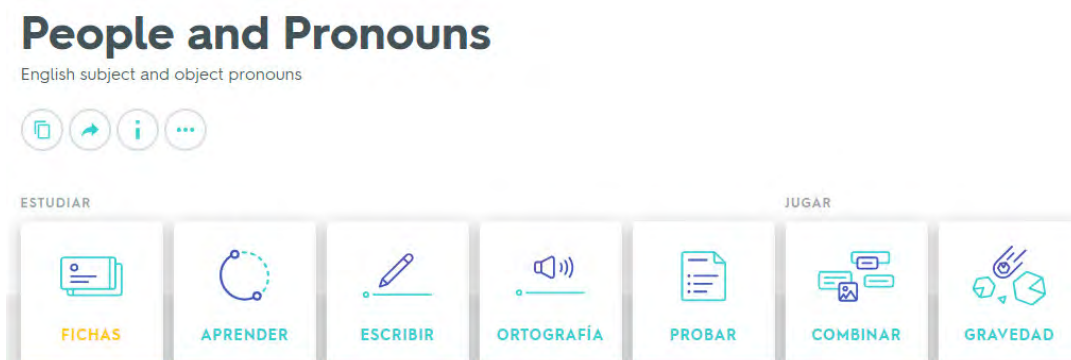 People and Pronouns
English subject and object pronouns
ESTUDIAR
JUGAR
FICHAS
APRENDER
ESCRIBIR
ORTOGRAFÍA
PROBAR
COMBINAR
GRAVEDAD